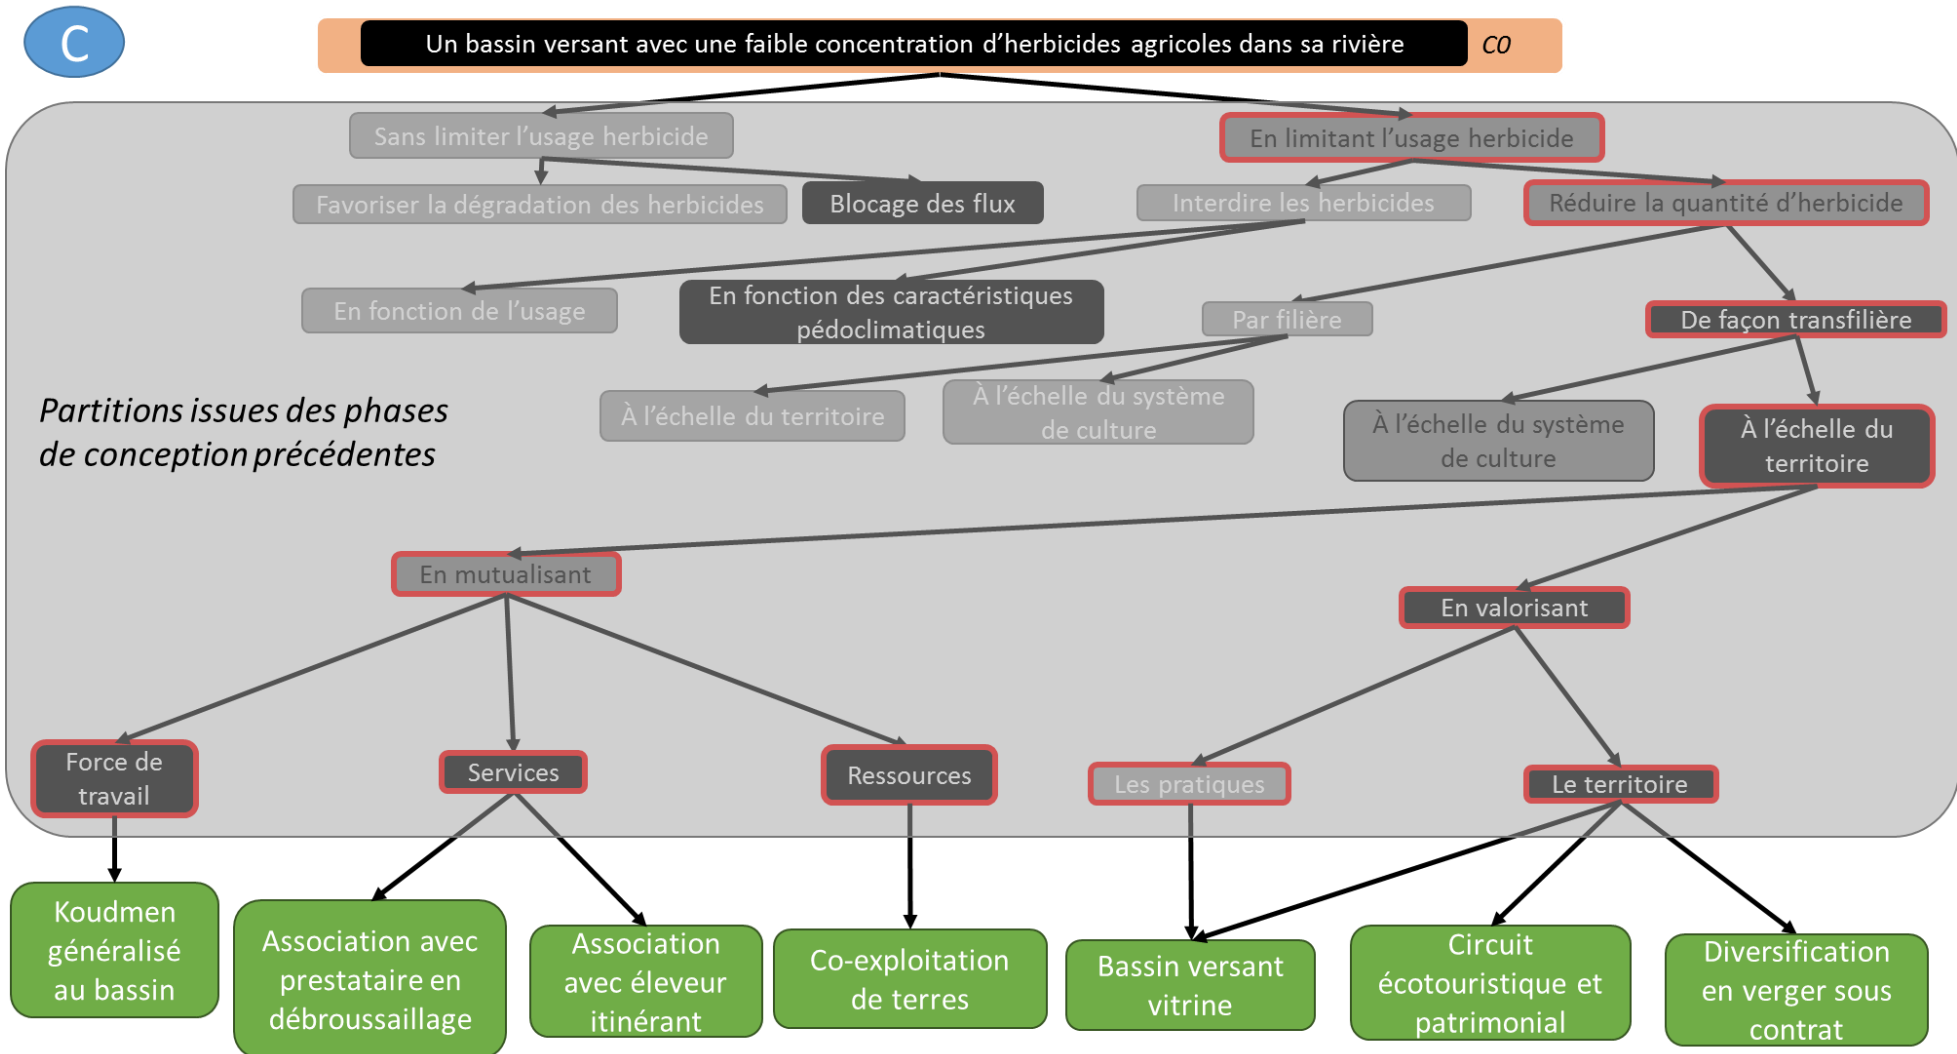 C
Un bassin versant avec une faible concentration d’herbicides agricoles dans sa rivière
C0
Sans limiter l’usage herbicide
En limitant l’usage herbicide
Favoriser la dégradation des herbicides
Blocage des flux
Interdire les herbicides
Réduire la quantité d’herbicide
En fonction de l’usage
En fonction des caractéristiques
pédoclimatiques
Par filière
De façon transfilière
À l’échelle du territoire
À l’échelle du système
de culture
À l’échelle du système
de culture
À l’échelle du
territoire
Partitions issues des phases
de conception précédentes
En mutualisant
En valorisant
Force de
travail
Services
Ressources
Les pratiques
Le territoire
Koudmen
généralisé
au bassin
Association avec
prestataire en
débroussaillage
Association
avec éleveur
itinérant
Co-exploitation
de terres
Bassin versant
vitrine
Circuit
écotouristique et
patrimonial
Diversification
en verger sous
contrat